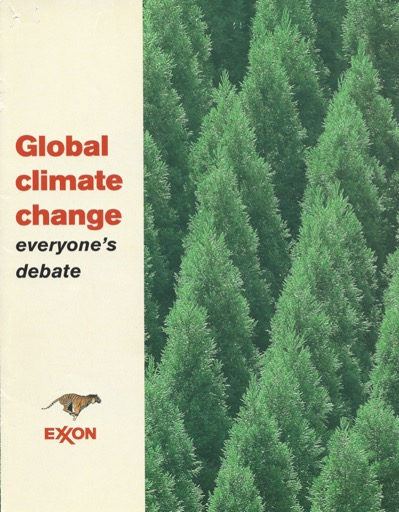 Global
climate
change
everyone's
debate
EXXON